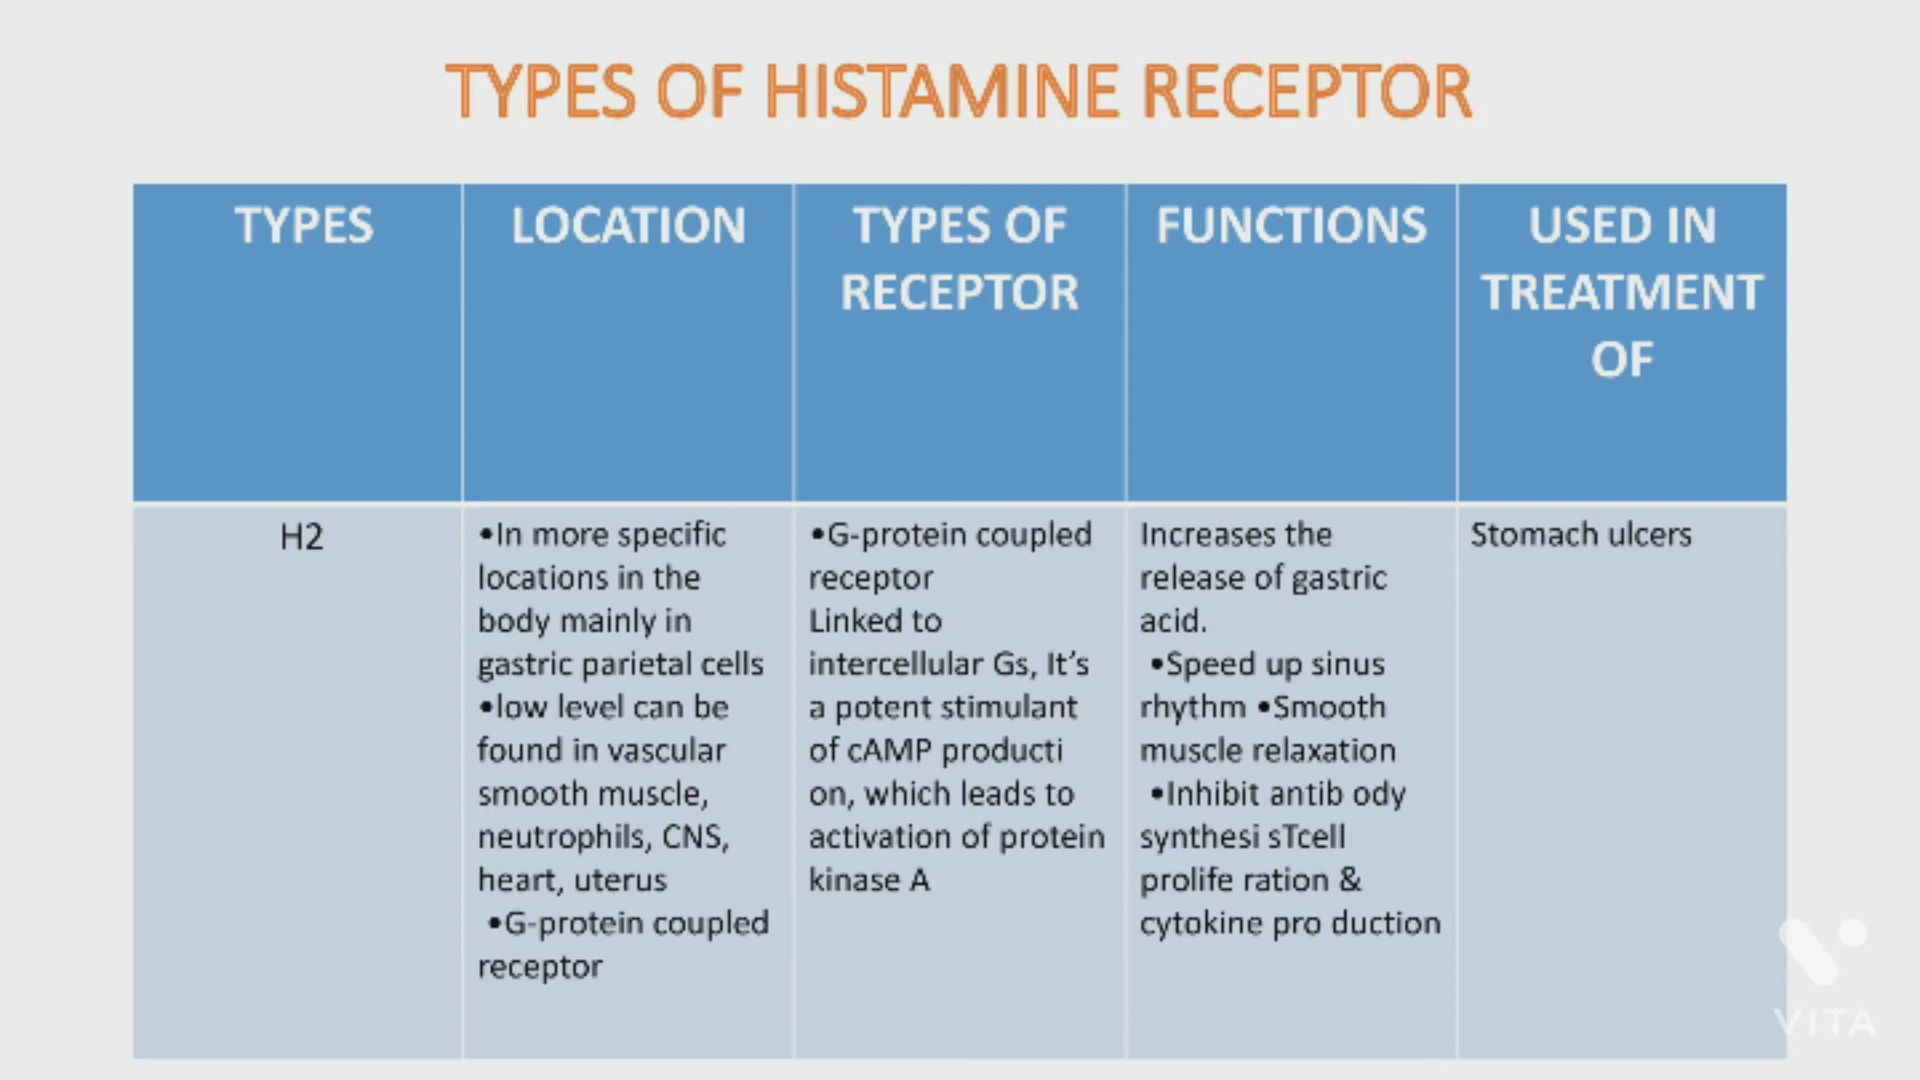 TYPES OF HISTAMINE RECEPTOR
TYPES
LOCATION
TYPES OF
RECEPTOR
FUNCTIONS
USED IN
TREATMENT
OF
H2
•In more specific
locations in the
body mainly in
gastric parietal cells
•low level can be
found in vascular
smooth muscle,
neutrophils, CNS,
heart, uterus
•G-protein coupled
receptor
•G-protein coupled
receptor
Linked to
intercellular Gs, It’s
a potent stimulant
of cAMP producti
on, which leads to
activation of protein
kinase A
Increases the
release of gastric
acid.
•Speed up sinus
rhythm •Smooth
muscle relaxation
•Inhibit antib ody
synthesi sTcell
prolife ration &
cytokine pro duction
Stomach ulcers
VITA